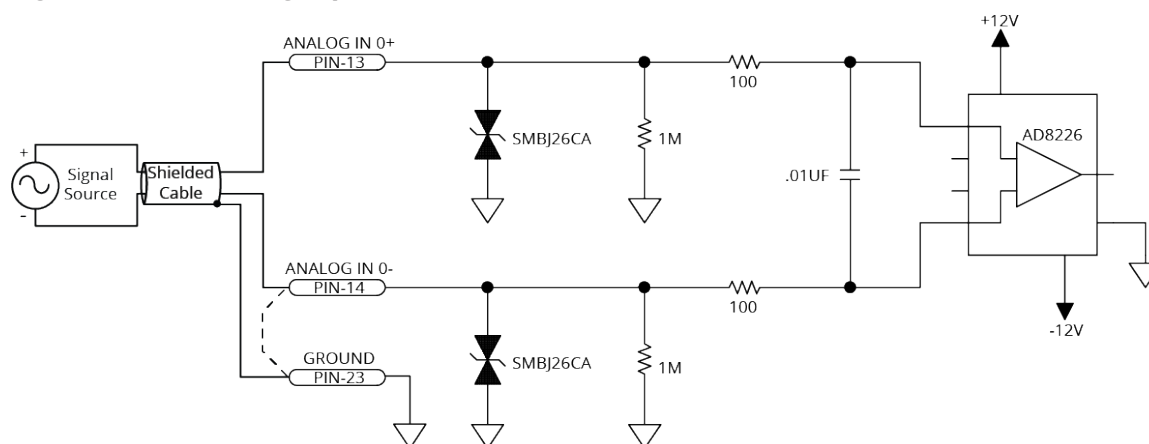 +12V
ANALOG IN 0+
PIN-13
100
SMBJ26CA
1M
AD8226
+
Signal
Source
-
Shielded
Cable
.01UF
ANALOG IN 0-
PIN-14
100
SMBJ26CA
1M
-12V
GROUND
PIN-23